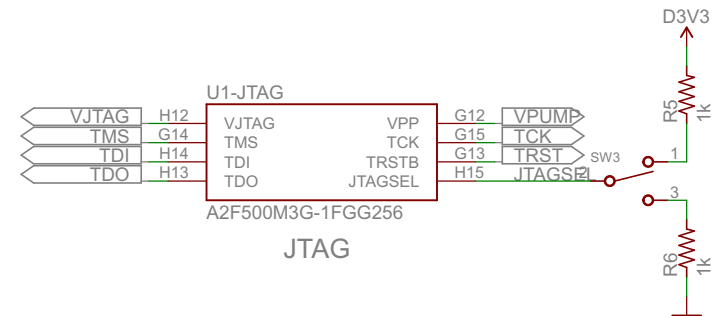 D3V3
U1-JTAG
R5
1k
VJTAG H12 VJTAG VPP G12 VPUMP
TMS G14 TMS TCK G15 TCK
TDI H14 TDI TRSTB G13 TRST
TDO H13 TDO JTAGSEL H15 JTAGSEL 2
SW3
1
3
A2F500M3G-1FGG256
JTAG
R6
1k